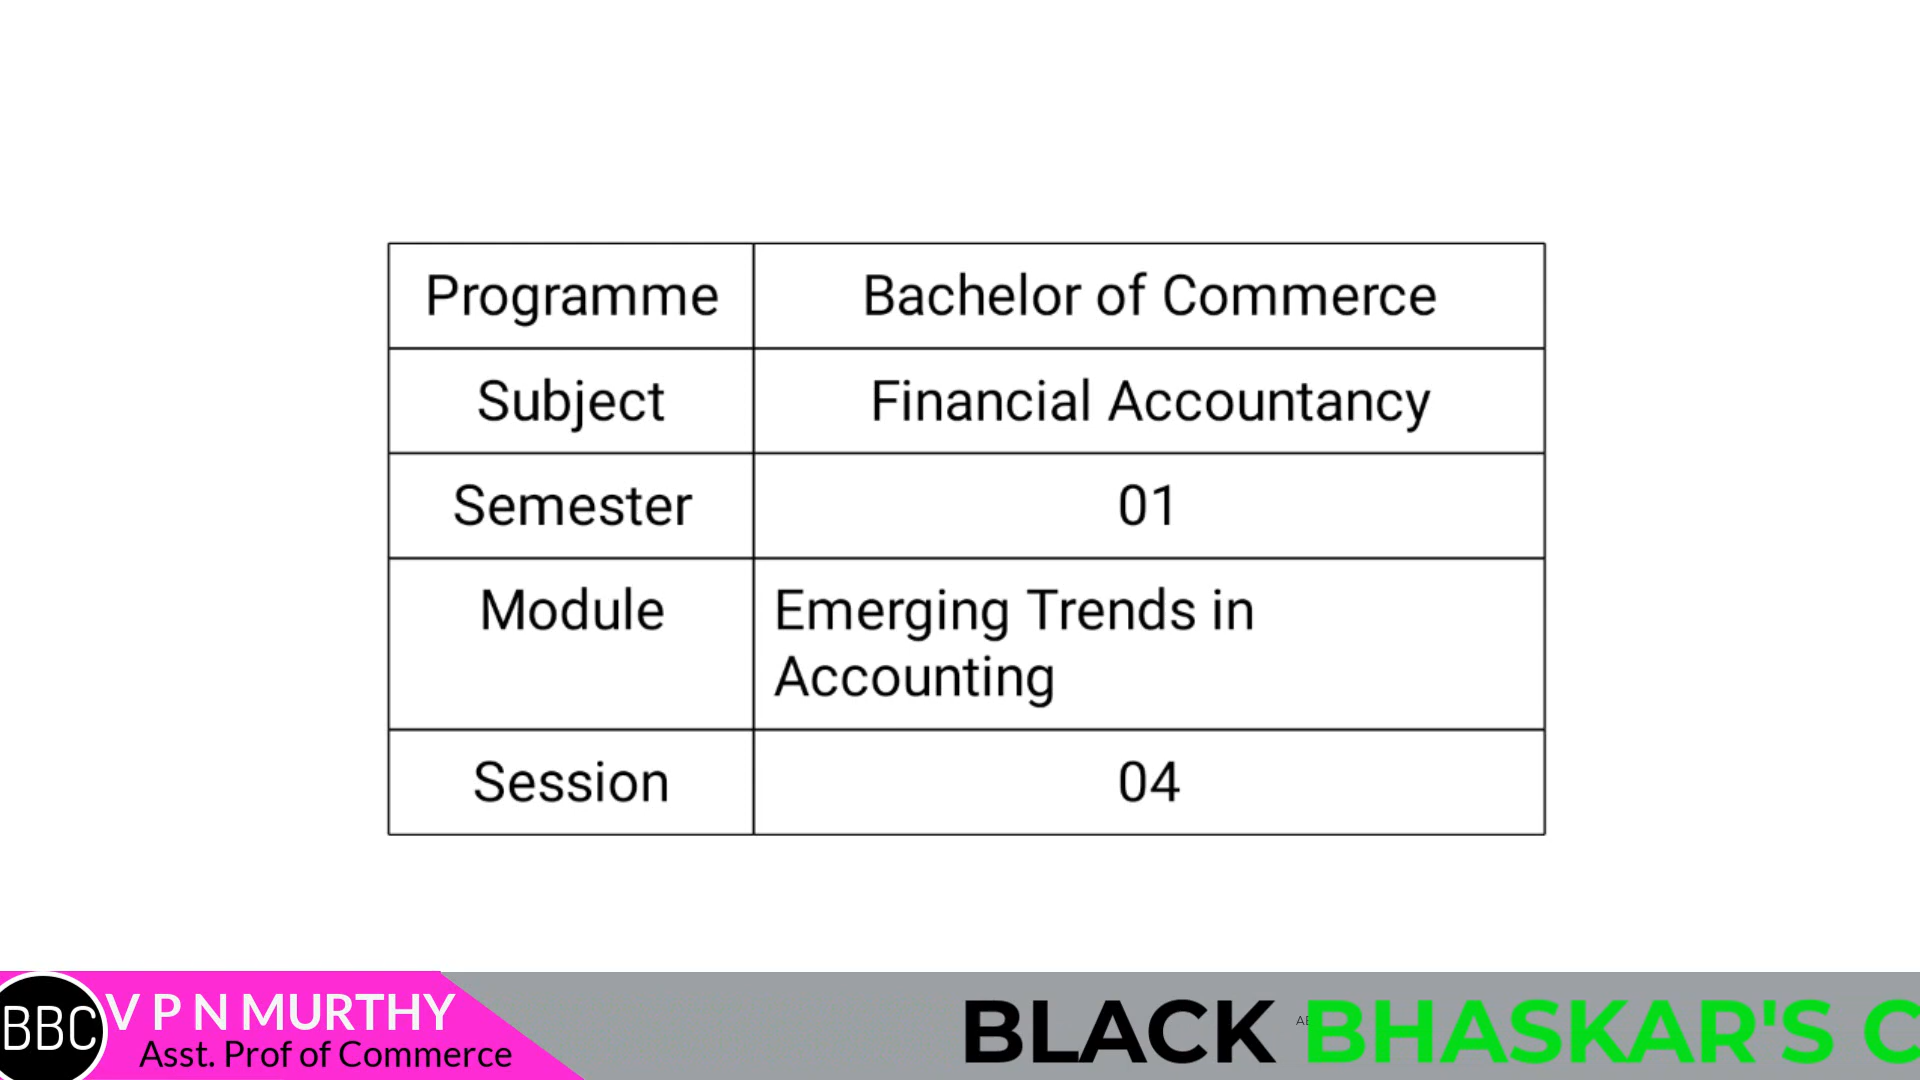 Programme Bachelor of Commerce
Subject Financial Accountancy
Semester 01
Module Emerging Trends in
Accounting
Session 04
BBC
V P N MURTHY
Asst. Prof of Commerce
BLACK BHASKAR'S